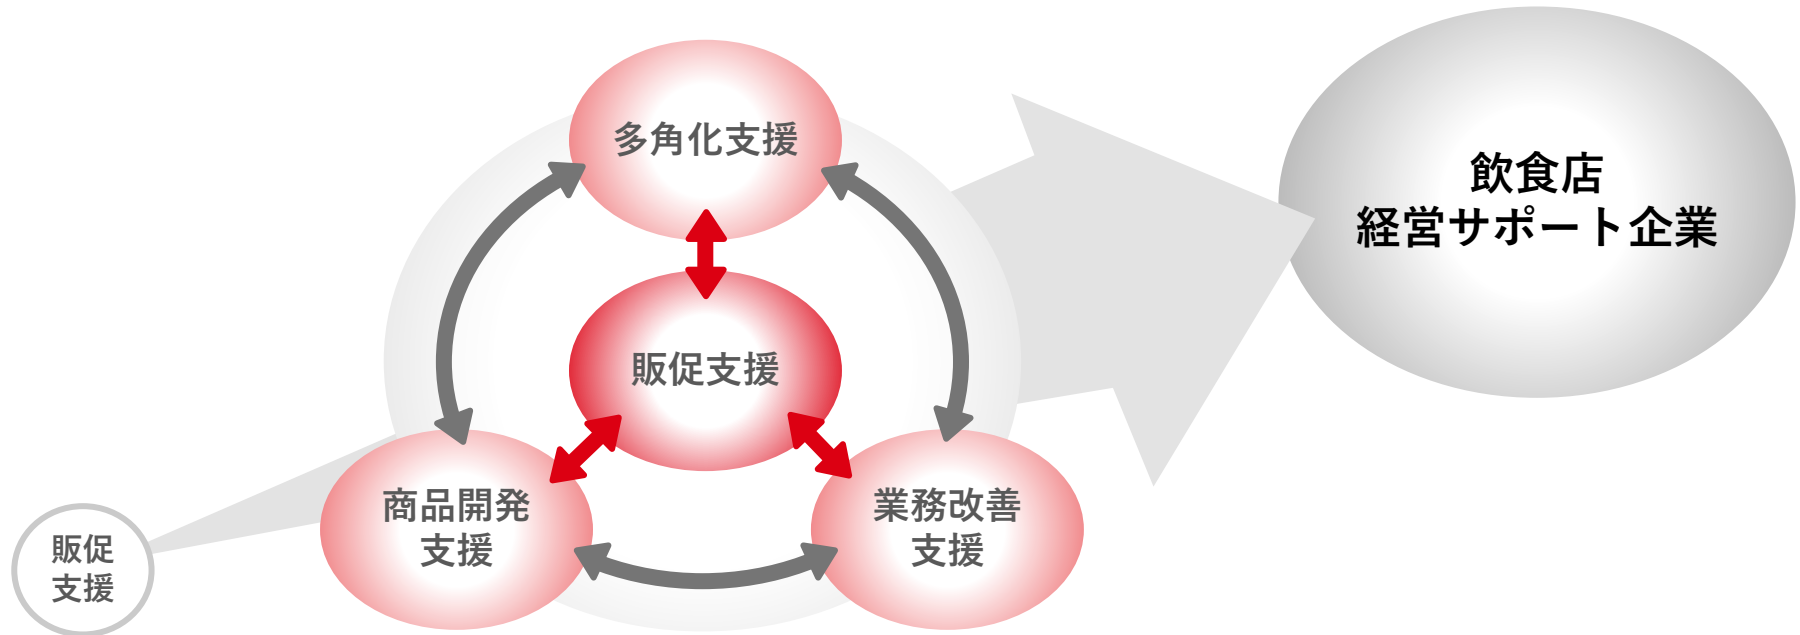 多角化支援
飲食店
経営サポート企業
販促支援
商品開発
支援
業務改善
支援
販促
支援